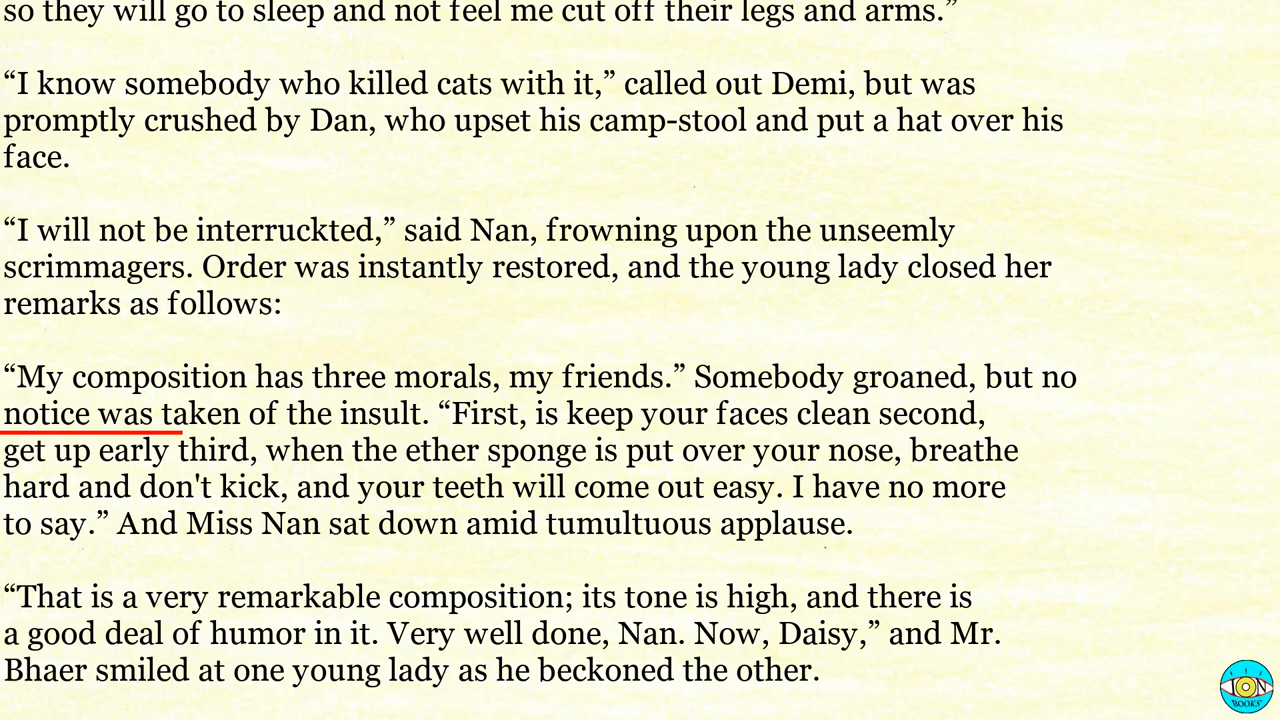 so they will go to sleep and not feel me cut off their legs and arms.”
“I know somebody who killed cats with it,” called out Demi, but was
promptly crushed by Dan, who upset his camp-stool and put a hat over his
face.
“I will not be interruckted,” said Nan, frowning upon the unseemly
scrimmagers. Order was instantly restored, and the young lady closed her
remarks as follows:
“My composition has three morals, my friends.” Somebody groaned, but no
notice was taken of the insult. “First, is keep your faces clean second,
get up early third, when the ether sponge is put over your nose, breathe
hard and don't kick, and your teeth will come out easy. I have no more
to say.” And Miss Nan sat down amid tumultuous applause.
“That is a very remarkable composition; its tone is high, and there is
a good deal of humor in it. Very well done, Nan. Now, Daisy,” and Mr.
Bhaer smiled at one young lady as he beckoned the other.
ION
BOOKS